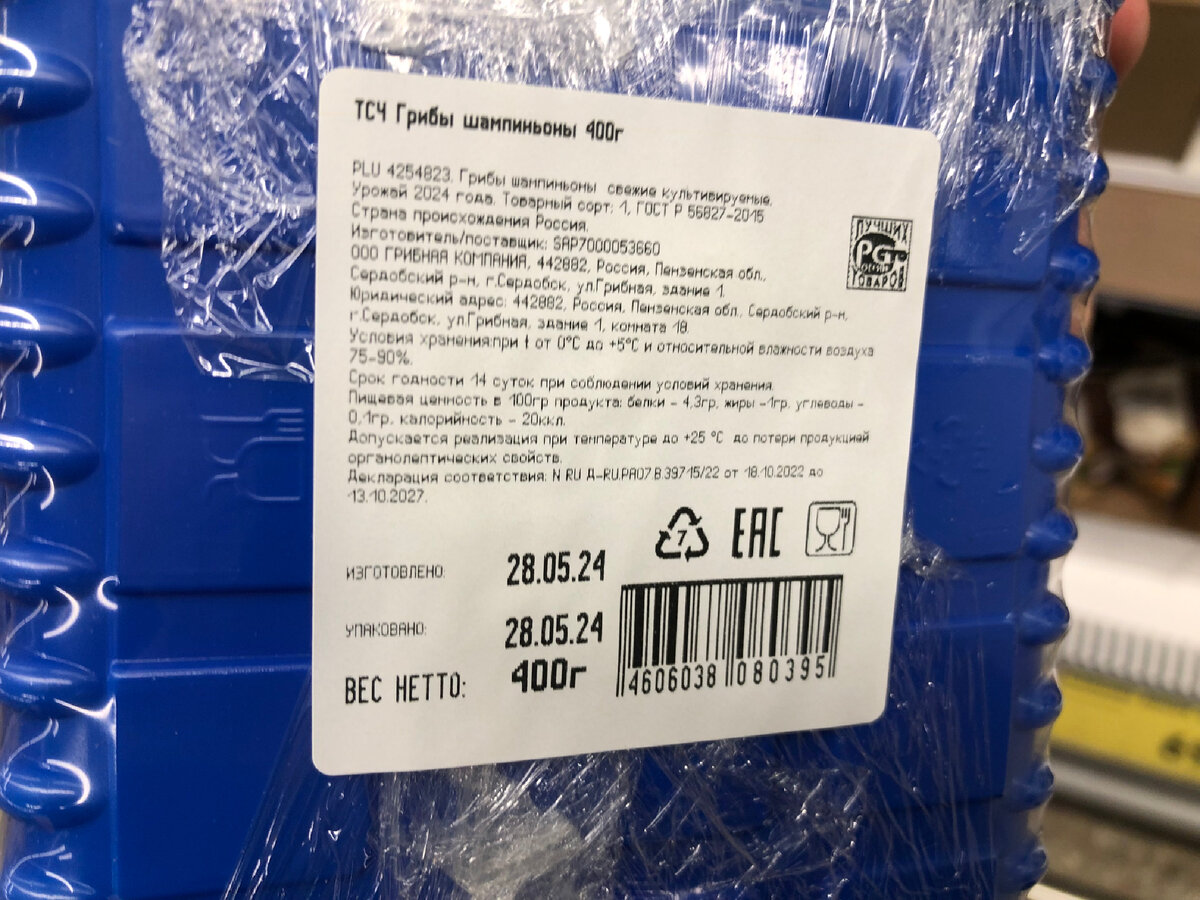 ТСЧ Грибы шампиньоны 400г
PLU 4254823. Грибы шампиньоны свежие культивируемые.
Урожай 2024 года. Товарный сорт: 1, ГОСТ Р 56827-2015
Страна происхождения Россия.
Изготовитель/поставщик: SAP7000053660
ООО ГРИБНАЯ КОМПАНИЯ, 442882, Россия, Пензенская обл.,
Сердобский р-н, г.Сердобск, ул.Грибная, здание 1.
Юридический адрес: 442882, Россия, Пензенская обл., Сердобский р-н,
г.Сердобск, ул.Грибная, здание 1, комната 18.
Условия хранения:при t от 0°С до +5°С и относительной влажности воздуха
75-90%.
Срок годности 14 суток при соблюдении условий хранения.
Пищевая ценность в 100гр продукта: белки - 4,3гр, жиры -1гр, углеводы -
0,1гр. калорийность - 20ккл.
Допускается реализация при температуре до +25 °С до потери продукцией
органолептических свойств.
Декларация соответствия: N RU Д-RU.РА07.В.39715/22 от 18.10.2022 до
13.10.2027.
ЛУЧШИХ
ТОВАРОВ
7
EAC
ИЗГОТОВЛЕНО: 28.05.24
УПАКОВАНО: 28.05.24
ВЕС НЕТТО: 400г
4606038 080395